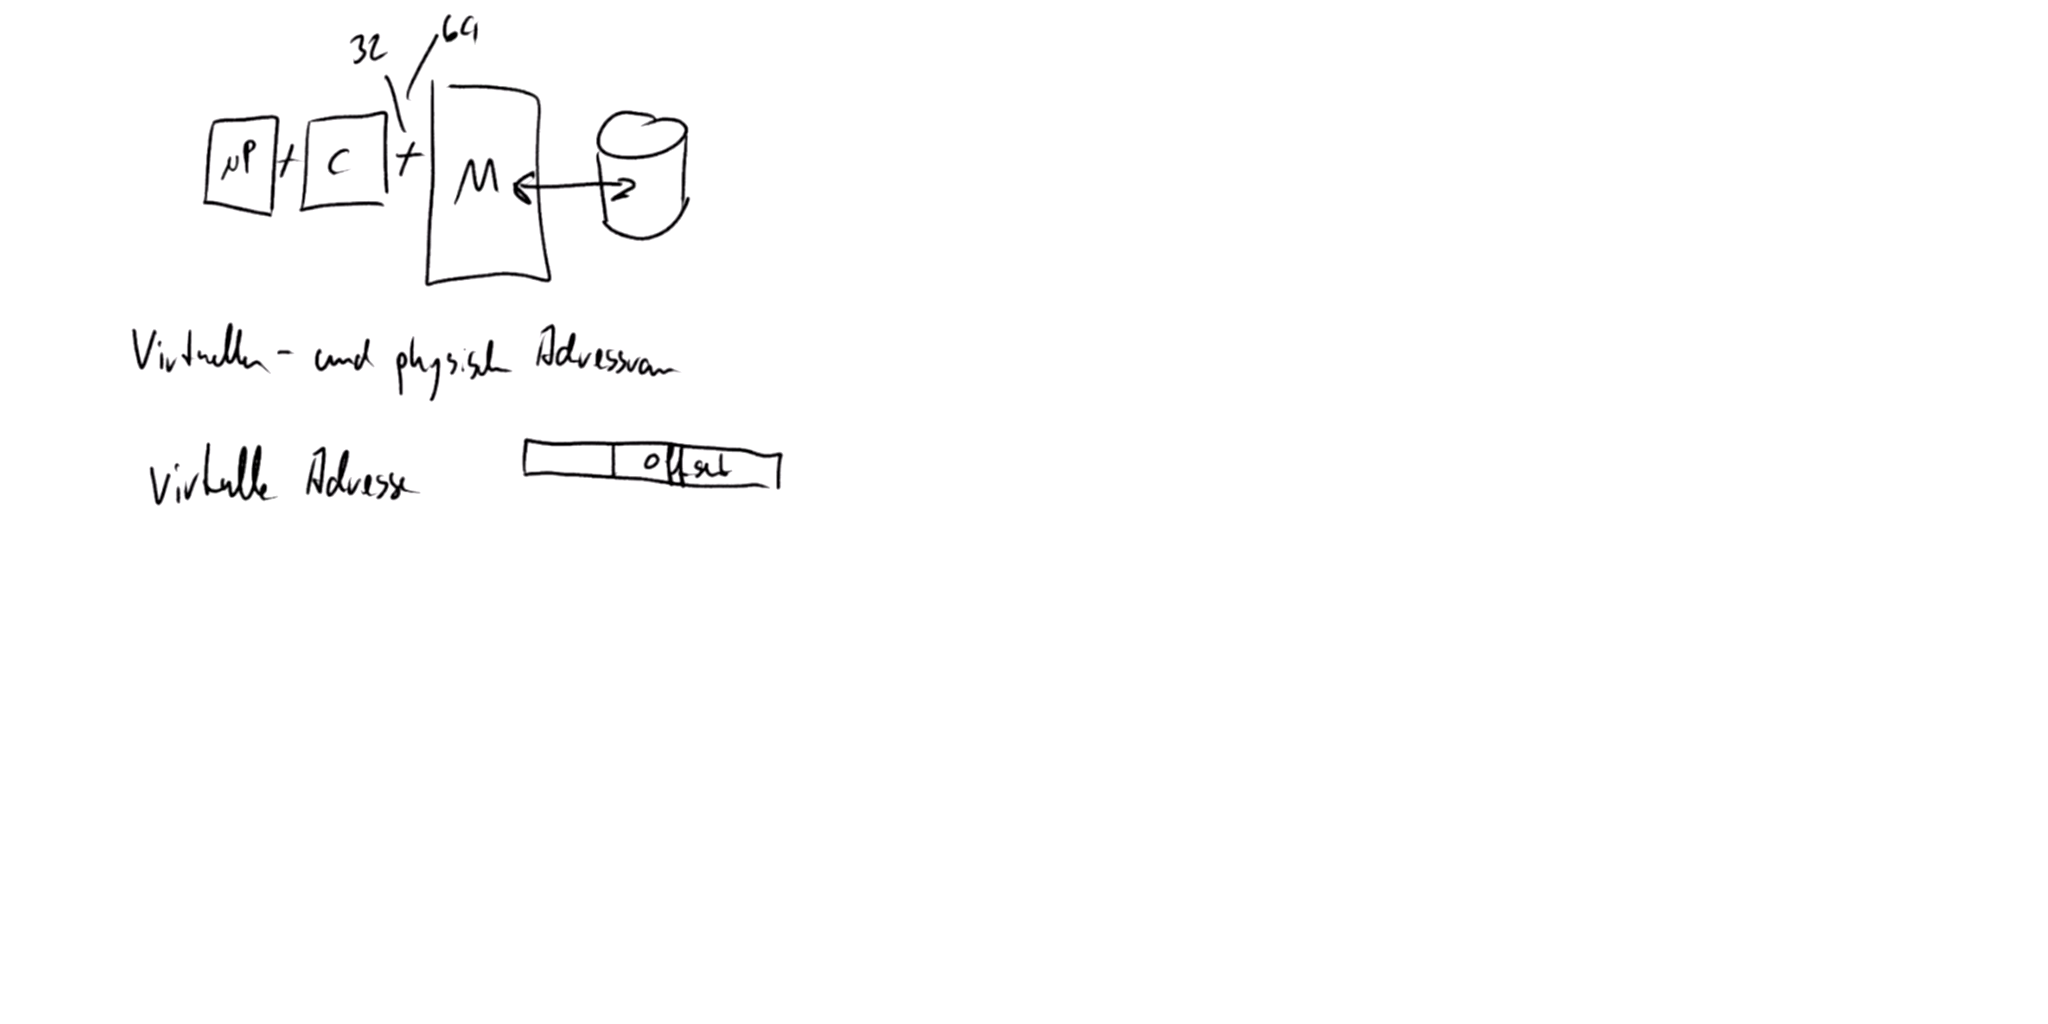 32 64
µP + C + M
Virtuellen - und physisch Adressraum
Virtuelle Adresse offset